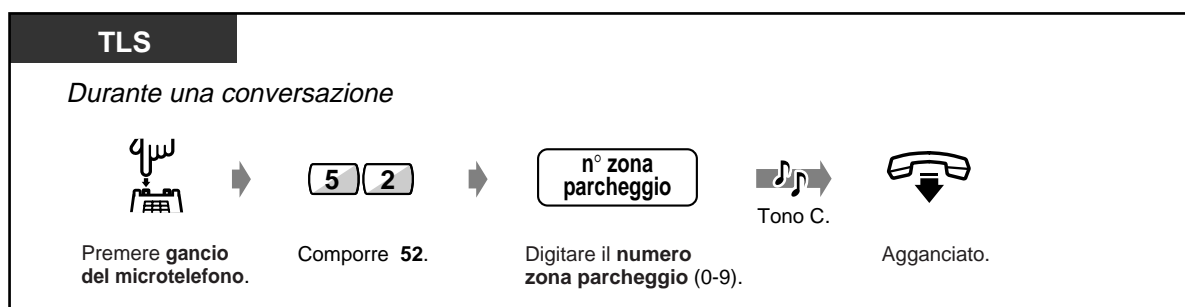 TLS
Durante una conversazione
5 2
n° zona
parcheggio
Tono C.
Premere gancio
del microtelefono.
Comporre 52.
Digitare il numero
zona parcheggio (0-9).
Agganciato.